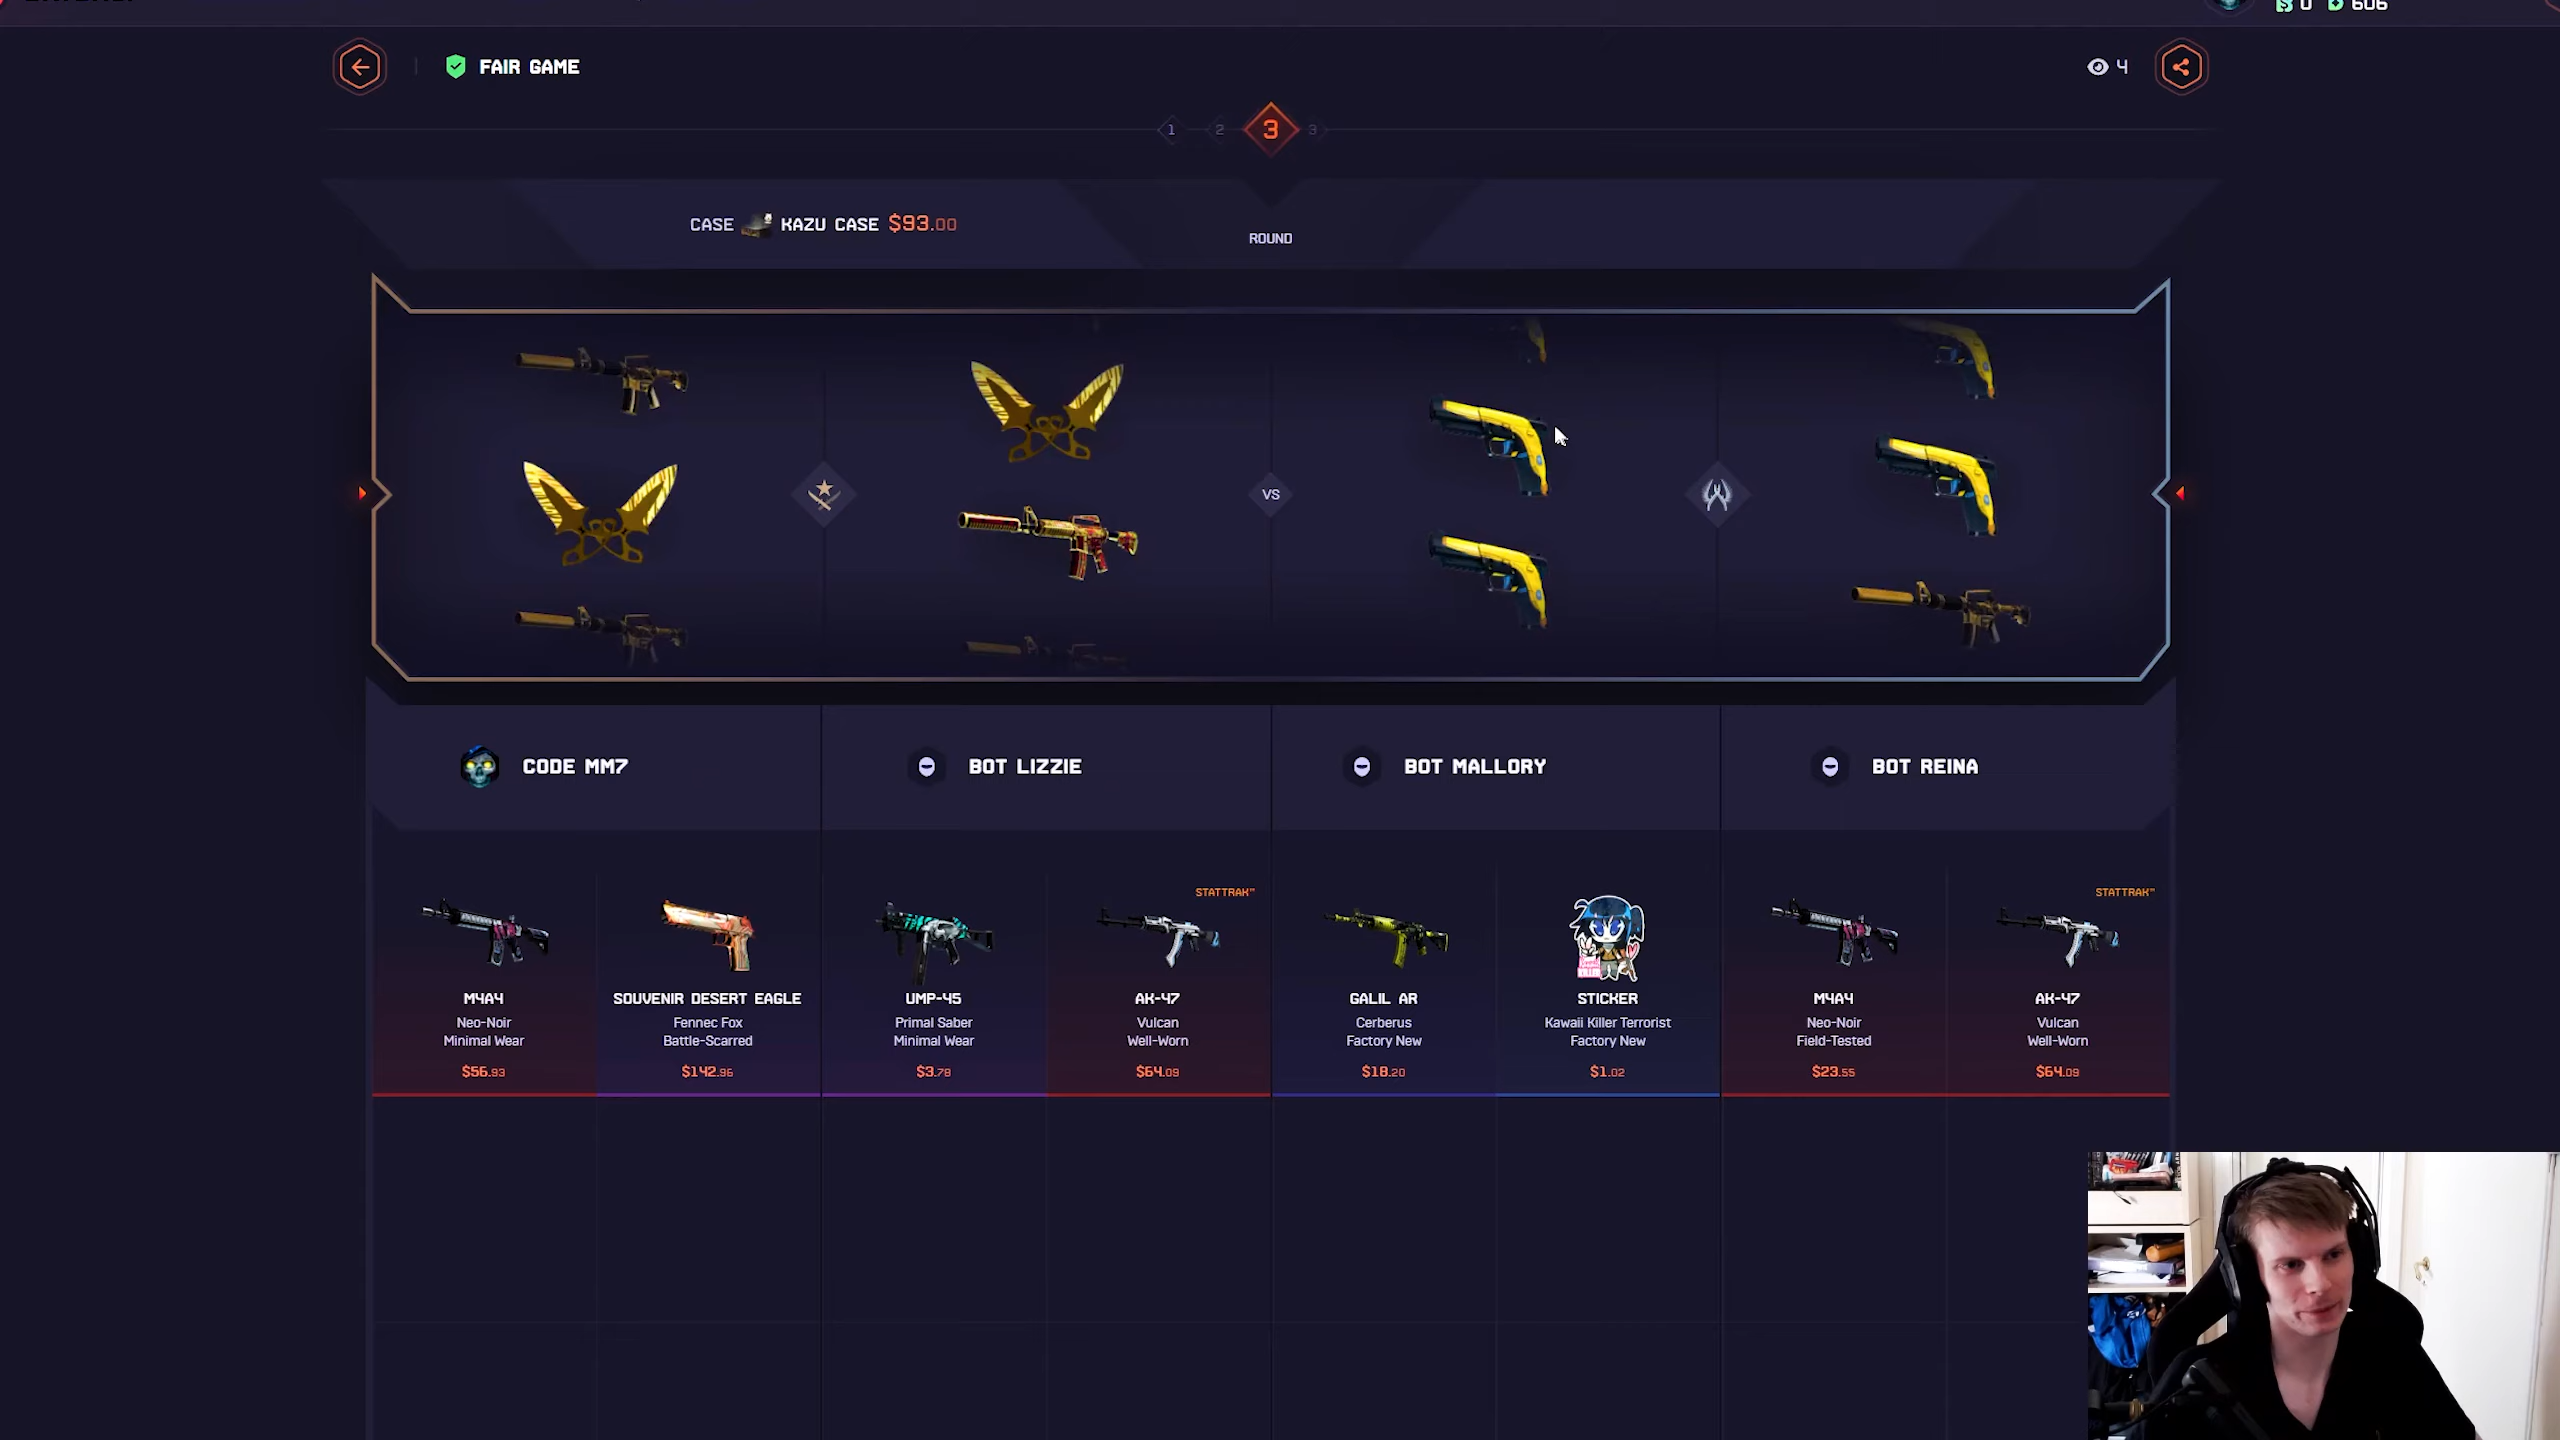 0 606
FAIR GAME
4
1 2 3 3
CASE KAZU CASE $93.00
ROUND
VS
CODE MM7
BOT LIZZIE
BOT MALLORY
BOT REINA
M4A4
Neo-Noir
Minimal Wear
$56.93
SOUVENIR DESERT EAGLE
Fennec Fox
Battle-Scarred
$142.96
UMP-45
Primal Saber
Minimal Wear
$3.78
STATTRAK™
AK-47
Vulcan
Well-Worn
$64.09
GALIL AR
Cerberus
Factory New
$18.20
STICKER
Kawaii Killer Terrorist
Factory New
$1.02
M4A4
Neo-Noir
Field-Tested
$23.55
STATTRAK™
AK-47
Vulcan
Well-Worn
$64.09